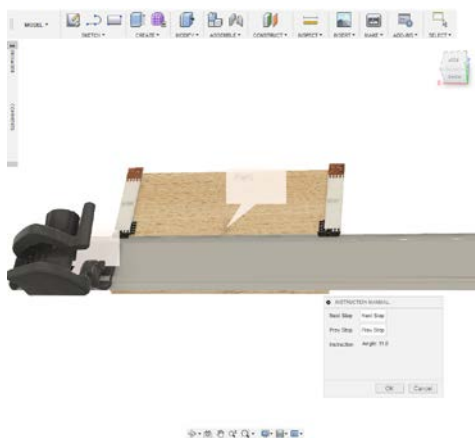 MODEL
SKETCH
CREATE
MODIFY
ASSEMBLE
CONSTRUCT
INSPECT
INSERT
MAKE
ADD-INS
SELECT
COMMENTS
INSTRUCTION MANUAL
Next Step
Next Step
Prev Step
Prev Step
Instruction
OK
Cancel